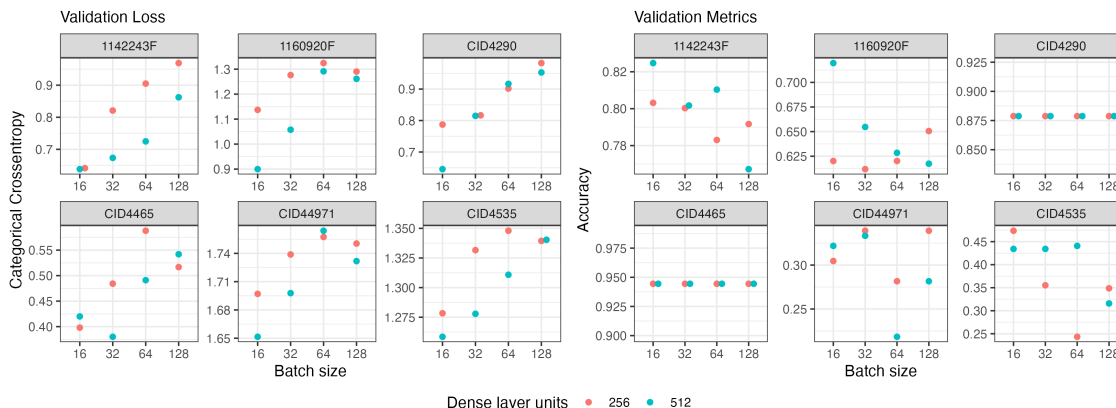 Validation Loss
Validation Metrics
1142243F
1160920F
CID4290
1142243F
1160920F
CID4290
0.9
0.8
0.7
16 32 64 128
1.3
1.2
1.1
1.0
0.9
16 32 64 128
0.9
0.8
0.7
16 32 64 128
0.82
0.80
0.78
16 32 64 128
0.700
0.675
0.650
0.625
16 32 64 128
0.925
0.900
0.875
0.850
16 32 64 128
Categorical Crossentropy
Accuracy
CID4465
CID44971
CID4535
CID4465
CID44971
CID4535
0.55
0.50
0.45
0.40
16 32 64 128
1.74
1.71
1.68
1.65
16 32 64 128
1.350
1.325
1.300
1.275
16 32 64 128
0.975
0.950
0.925
0.900
16 32 64 128
0.30
0.25
16 32 64 128
0.45
0.40
0.35
0.30
0.25
16 32 64 128
Batch size
Batch size
Dense layer units 256 512